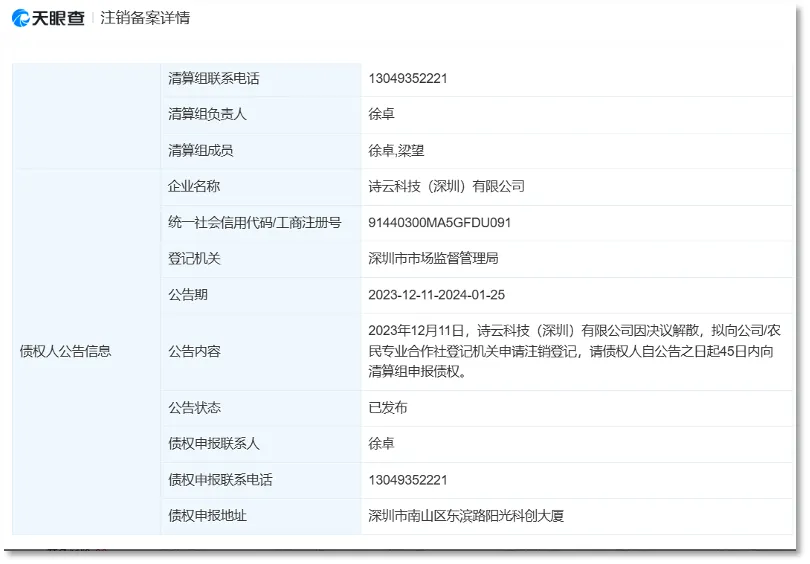 天眼查 注销备案详情
清算组联系电话 13049352221
清算组负责人 徐卓
清算组成员 徐卓,梁望
企业名称 诗云科技（深圳）有限公司
统一社会信用代码/工商注册号 91440300MA5GFDU091
登记机关 深圳市市场监督管理局
公告期 2023-12-11-2024-01-25
债权人公告信息 公告内容 2023年12月11日，诗云科技（深圳）有限公司因决议解散，拟向公司/农
民专业合作社登记机关申请注销登记，请债权人自公告之日起45日内向
清算组申报债权。
公告状态 已发布
债权申报联系人 徐卓
债权申报联系电话 13049352221
债权申报地址 深圳市南山区东滨路阳光科创大厦